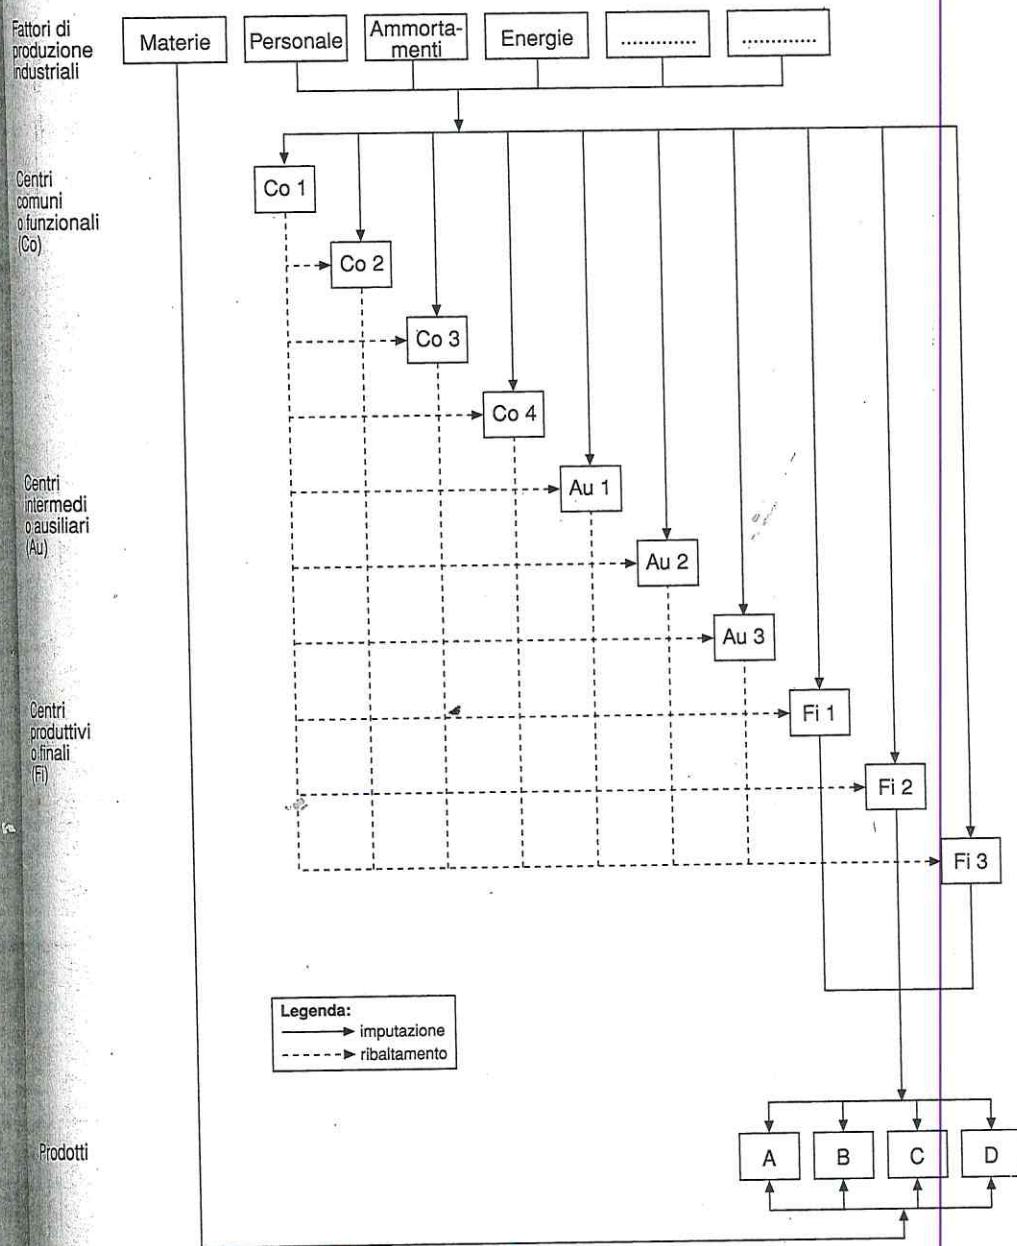 Fattori di
produzione
industriali
Materie
Personale
Ammorta-
menti
Energie
.............
.............
Centri
comuni
o funzionali
(Co)
Co 1
Co 2
Co 3
Co 4
Centri
intermedi
o ausiliari
(Au)
Au 1
Au 2
Au 3
Centri
produttivi
o finali
(Fi)
Fi 1
Fi 2
Fi 3
Legenda:
imputazione
ribaltamento
Prodotti
A
B
C
D